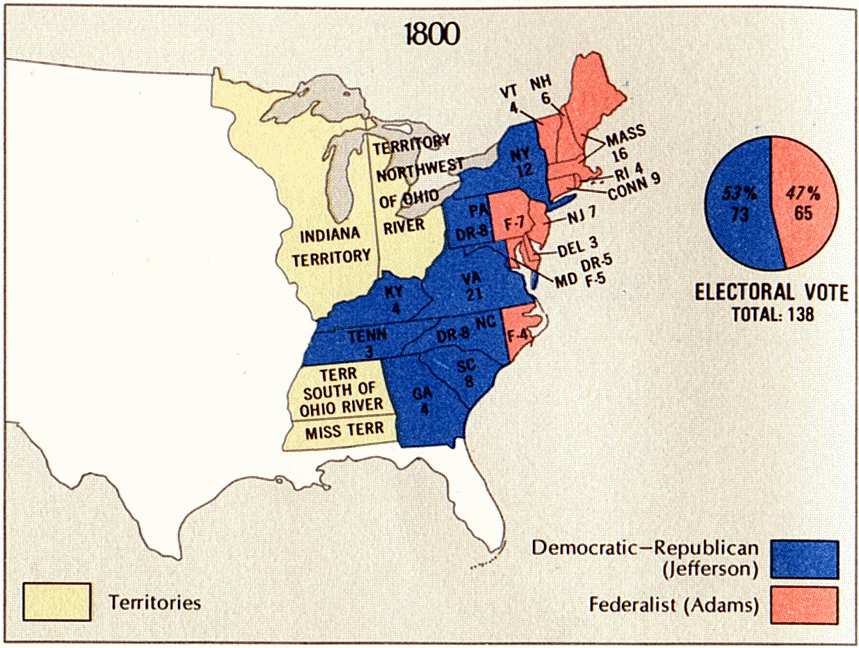 1800
VT
4
NH
6
MASS
16
RI 4
CONN 9
NY
12
TERRITORY
NORTHWEST
OF OHIO
RIVER
INDIANA
TERRITORY
PA
DR-8
F-7
NJ 7
DEL 3
MD DR-5
F-5
VA
21
KY
4
TENN
3
DR-8 NC
F-4
SC
8
GA
4
TERR
SOUTH OF
OHIO RIVER
MISS TERR
53%
73
47%
65
ELECTORAL VOTE
TOTAL: 138
Democratic–Republican
(Jefferson)
Federalist (Adams)
Territories